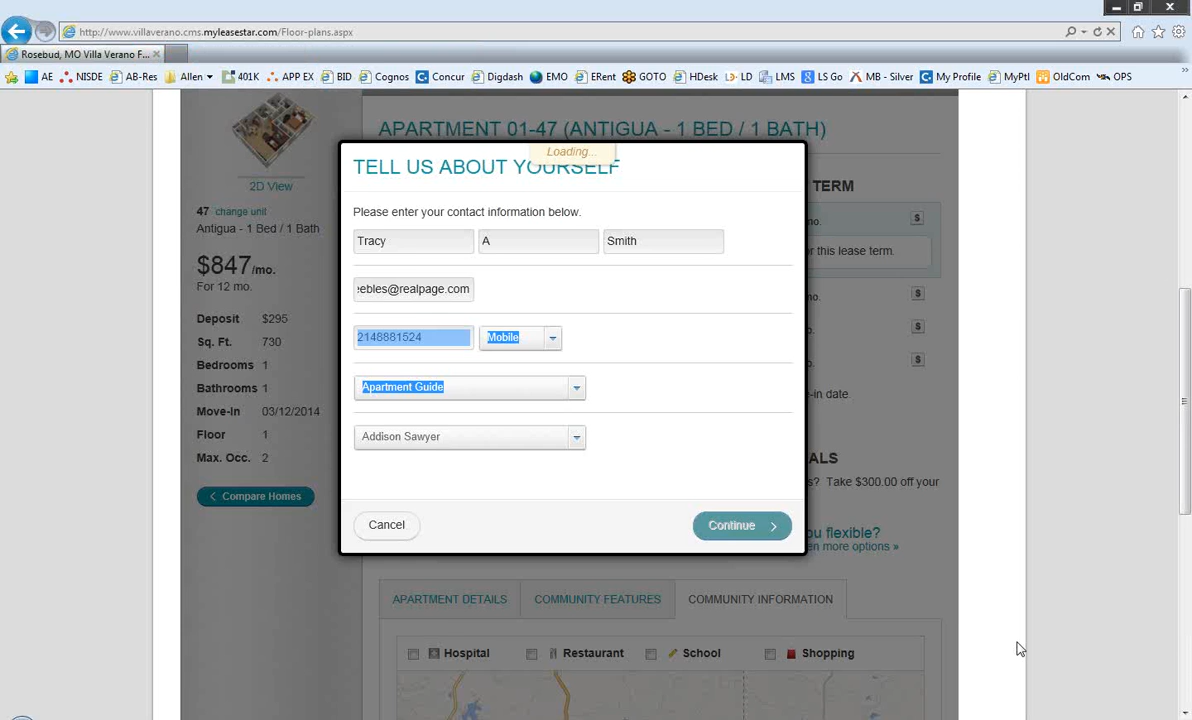 http://www.villaverano.cms.myleasestar.com/Floor-plans.aspx
Rosebud, MO Villa Verano F...
AE NISDE AB-Res Allen 401K APP EX BID Cognos Concur Digdash EMO ERent GOTO HDesk LD LMS LS Go MB - Silver My Profile MyPtl OldCom OPS
APARTMENT 01-47 (ANTIGUA - 1 BED / 1 BATH)
2D View
47 change unit
Antigua - 1 Bed / 1 Bath
$847/mo.
For 12 mo.
Deposit $295
Sq. Ft. 730
Bedrooms 1
Bathrooms 1
Move-In 03/12/2014
Floor 1
Max. Occ. 2
Compare Homes
Loading...
TELL US ABOUT YOURSELF
Please enter your contact information below.
Tracy A Smith
ebles@realpage.com
2148881524 Mobile
Apartment Guide
Addison Sawyer
Cancel Continue
TERM
no. $
r this lease term.
no. $
$
o. $
-in date.
ALS
s? Take $300.00 off your
u flexible?
en more options »
APARTMENT DETAILS COMMUNITY FEATURES COMMUNITY INFORMATION
Hospital Restaurant School Shopping